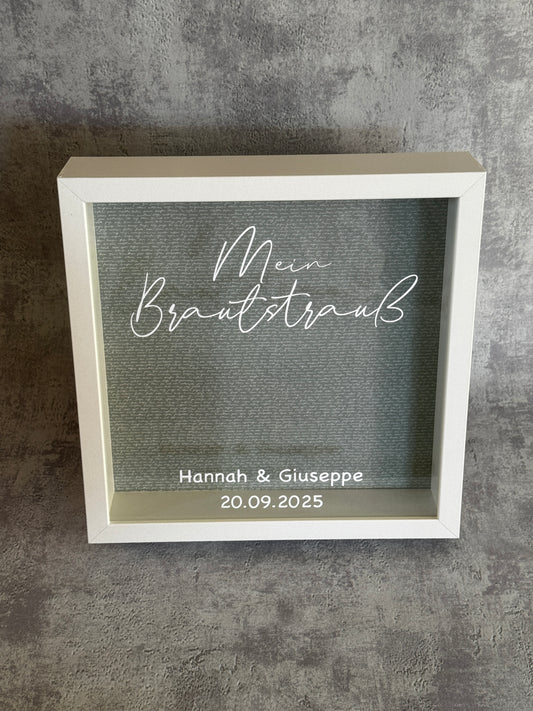 Mein
Brautstrauß
Hannah & Giuseppe
20.09.2025